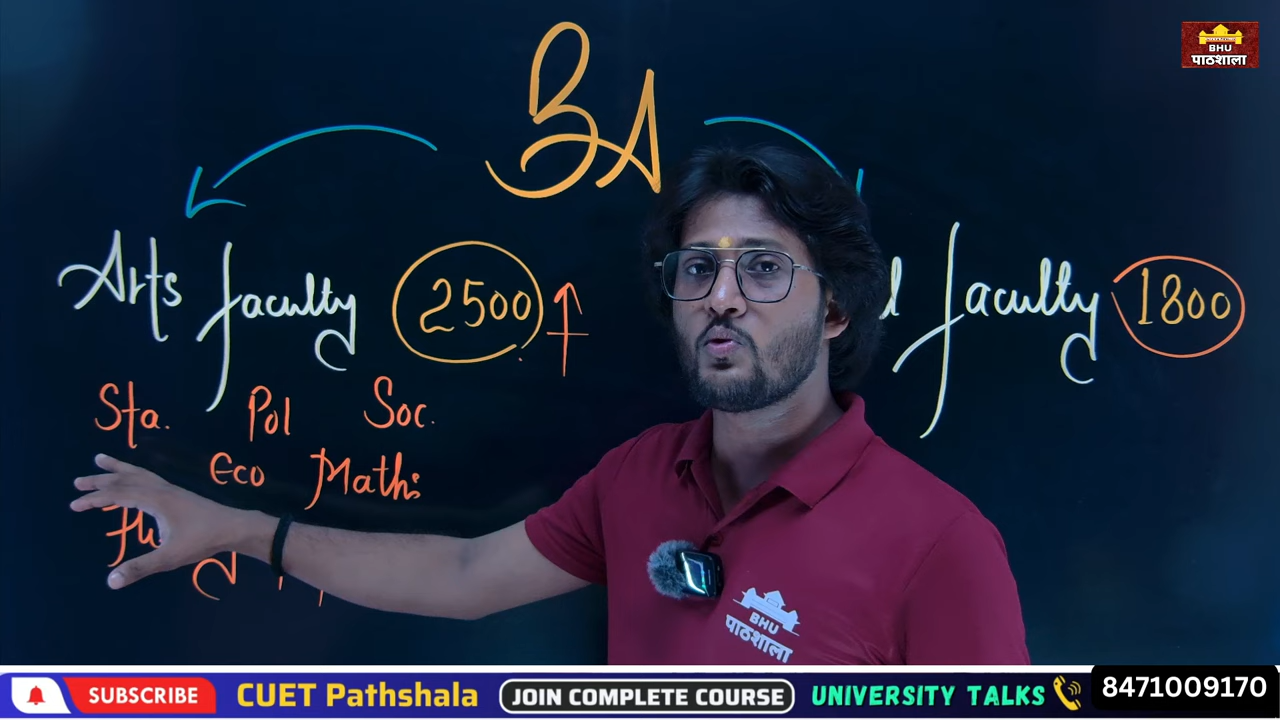 BHU
पाठशाला
BA
Arts faculty 2500
faculty 1800
Sta. Pol Soc.
Eco Maths
BHU
पाठशाला
SUBSCRIBE CUET Pathshala JOIN COMPLETE COURSE UNIVERSITY TALKS 8471009170